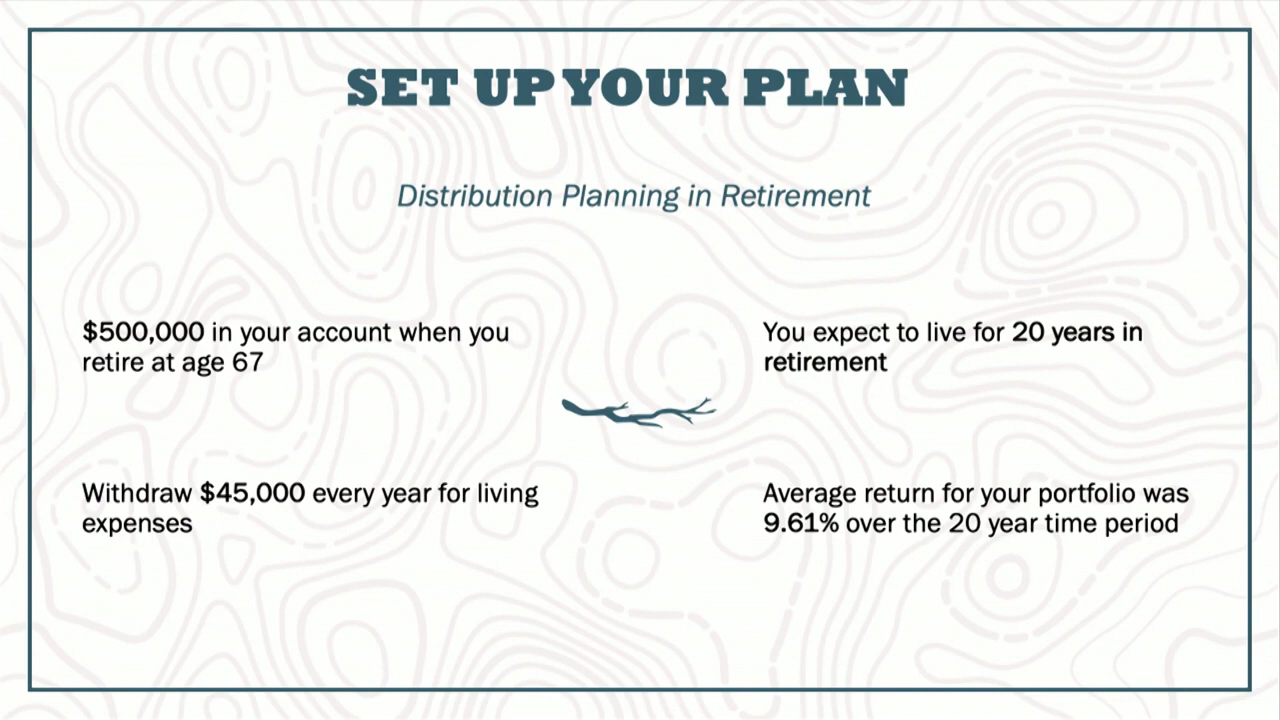 SET UP YOUR PLAN
Distribution Planning in Retirement
$500,000 in your account when you
retire at age 67
You expect to live for 20 years in
retirement
Withdraw $45,000 every year for living
expenses
Average return for your portfolio was
9.61% over the 20 year time period